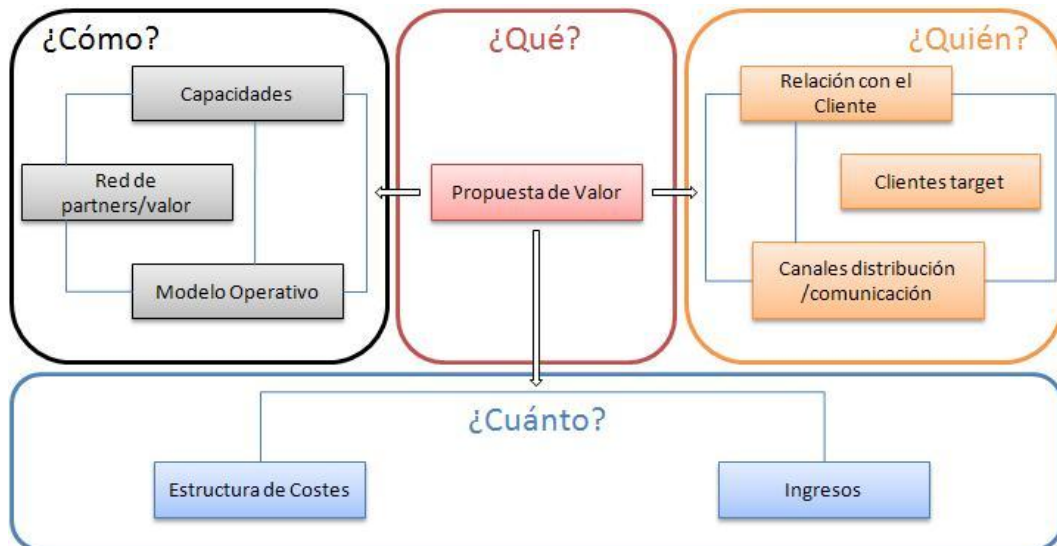 ¿Cómo?
Capacidades
Red de
partners/valor
Modelo Operativo
¿Qué?
Propuesta de Valor
¿Quién?
Relación con el
Cliente
Clientes target
Canales distribución
/comunicación
¿Cuánto?
Estructura de Costes
Ingresos